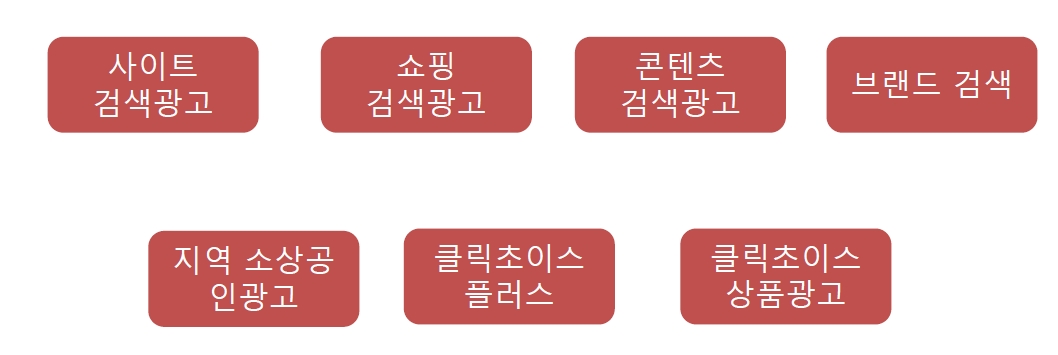 사이트
검색광고
쇼핑
검색광고
콘텐츠
검색광고
브랜드 검색
지역 소상공
인광고
클릭초이스
플러스
클릭초이스
상품광고